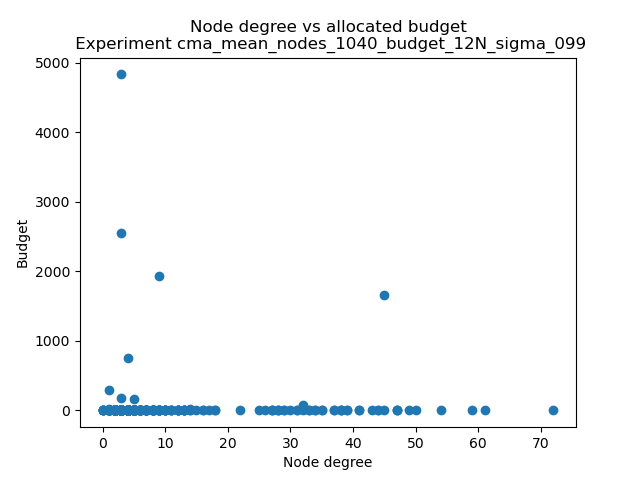 Node degree vs allocated budget
Experiment cma_mean_nodes_1040_budget_12N_sigma_099
5000
4000
3000
2000
1000
0
Budget
0 10 20 30 40 50 60 70
Node degree